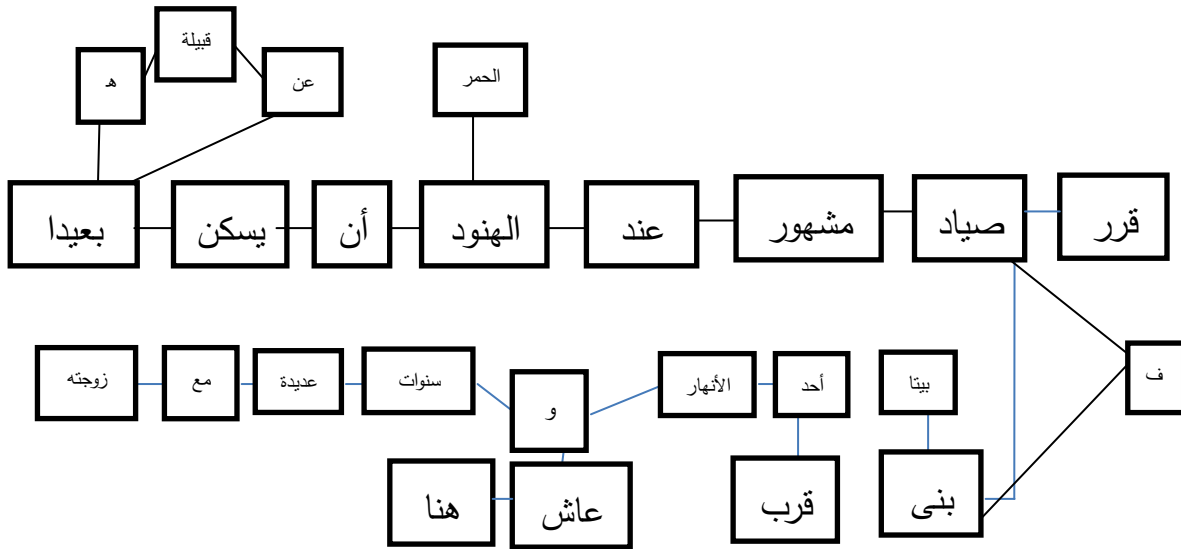 قبيلة
ه عن الحمر
قرر صياد مشهور عند الهنود أن يسكن بعيدا
ف
بيتا أحد الأنهار و سنوات عديدة مع زوجته
بنى قرب عاش هنا